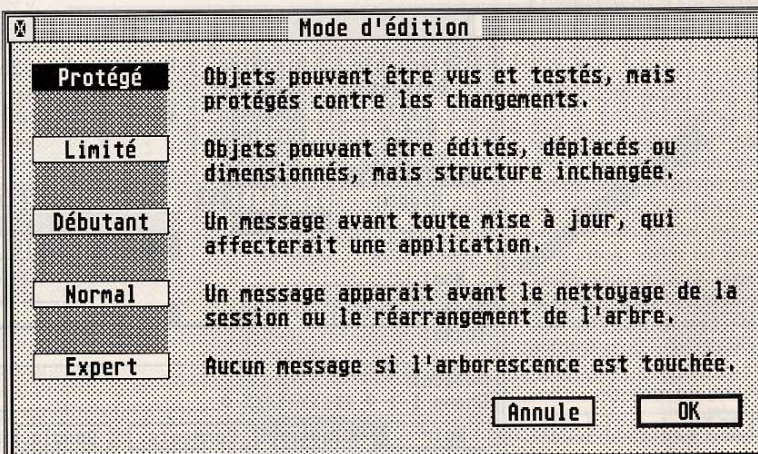 Mode d'édition
Protégé
Objets pouvant être vus et testés, mais
protégés contre les changements.
Limité
Objets pouvant être édités, déplacés ou
dimensionnés, mais structure inchangée.
Débutant
Un message avant toute mise à jour, qui
affecterait une application.
Normal
Un message apparait avant le nettoyage de la
session ou le réarrangement de l'arbre.
Expert
Aucun message si l'arborescence est touchée.
Annule
OK